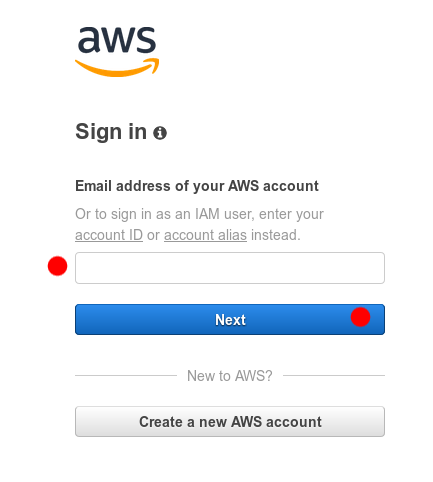 aws
Sign in
Email address of your AWS account
Or to sign in as an IAM user, enter your
account ID or account alias instead.
Next
New to AWS?
Create a new AWS account